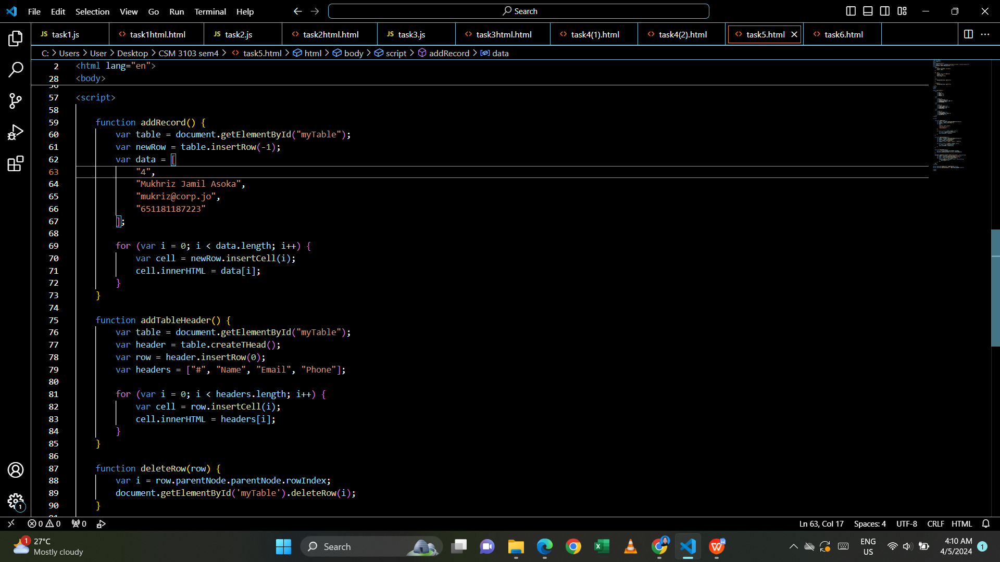 File Edit Selection View Go Run Terminal Help Search
JS task1.js <> task1html.html JS task2.js <> task2html.html JS task3.js <> task3html.html <> task4(1).html <> task4(2).html <> task5.html <> task6.html
C: > Users > User > Desktop > CSM 3103 sem4 > <> task5.html > html > body > script > addRecord > data
2 <html lang="en">
28 <body>
57 <script>
58
59 function addRecord() {
60 var table = document.getElementById("myTable");
61 var newRow = table.insertRow(-1);
62 var data = [
63 "4",
64 "Mukhriz Jamil Asoka",
65 "mukriz@corp.jo",
66 "651181187223"
67 ];
68
69 for (var i = 0; i < data.length; i++) {
70 var cell = newRow.insertCell(i);
71 cell.innerHTML = data[i];
72 }
73 }
74
75 function addTableHeader() {
76 var table = document.getElementById("myTable");
77 var header = table.createTHead();
78 var row = header.insertRow(0);
79 var headers = ["#", "Name", "Email", "Phone"];
80
81 for (var i = 0; i < headers.length; i++) {
82 var cell = row.insertCell(i);
83 cell.innerHTML = headers[i];
84 }
85 }
86
87 function deleteRow(row) {
88 var i = row.parentNode.parentNode.rowIndex;
89 document.getElementById('myTable').deleteRow(i);
90 }
1
0 0 0 Ln 63, Col 17 Spaces: 4 UTF-8 CRLF HTML
1 27°C
Mostly cloudy
Search
ENG
US
4:10 AM
4/5/2024
1